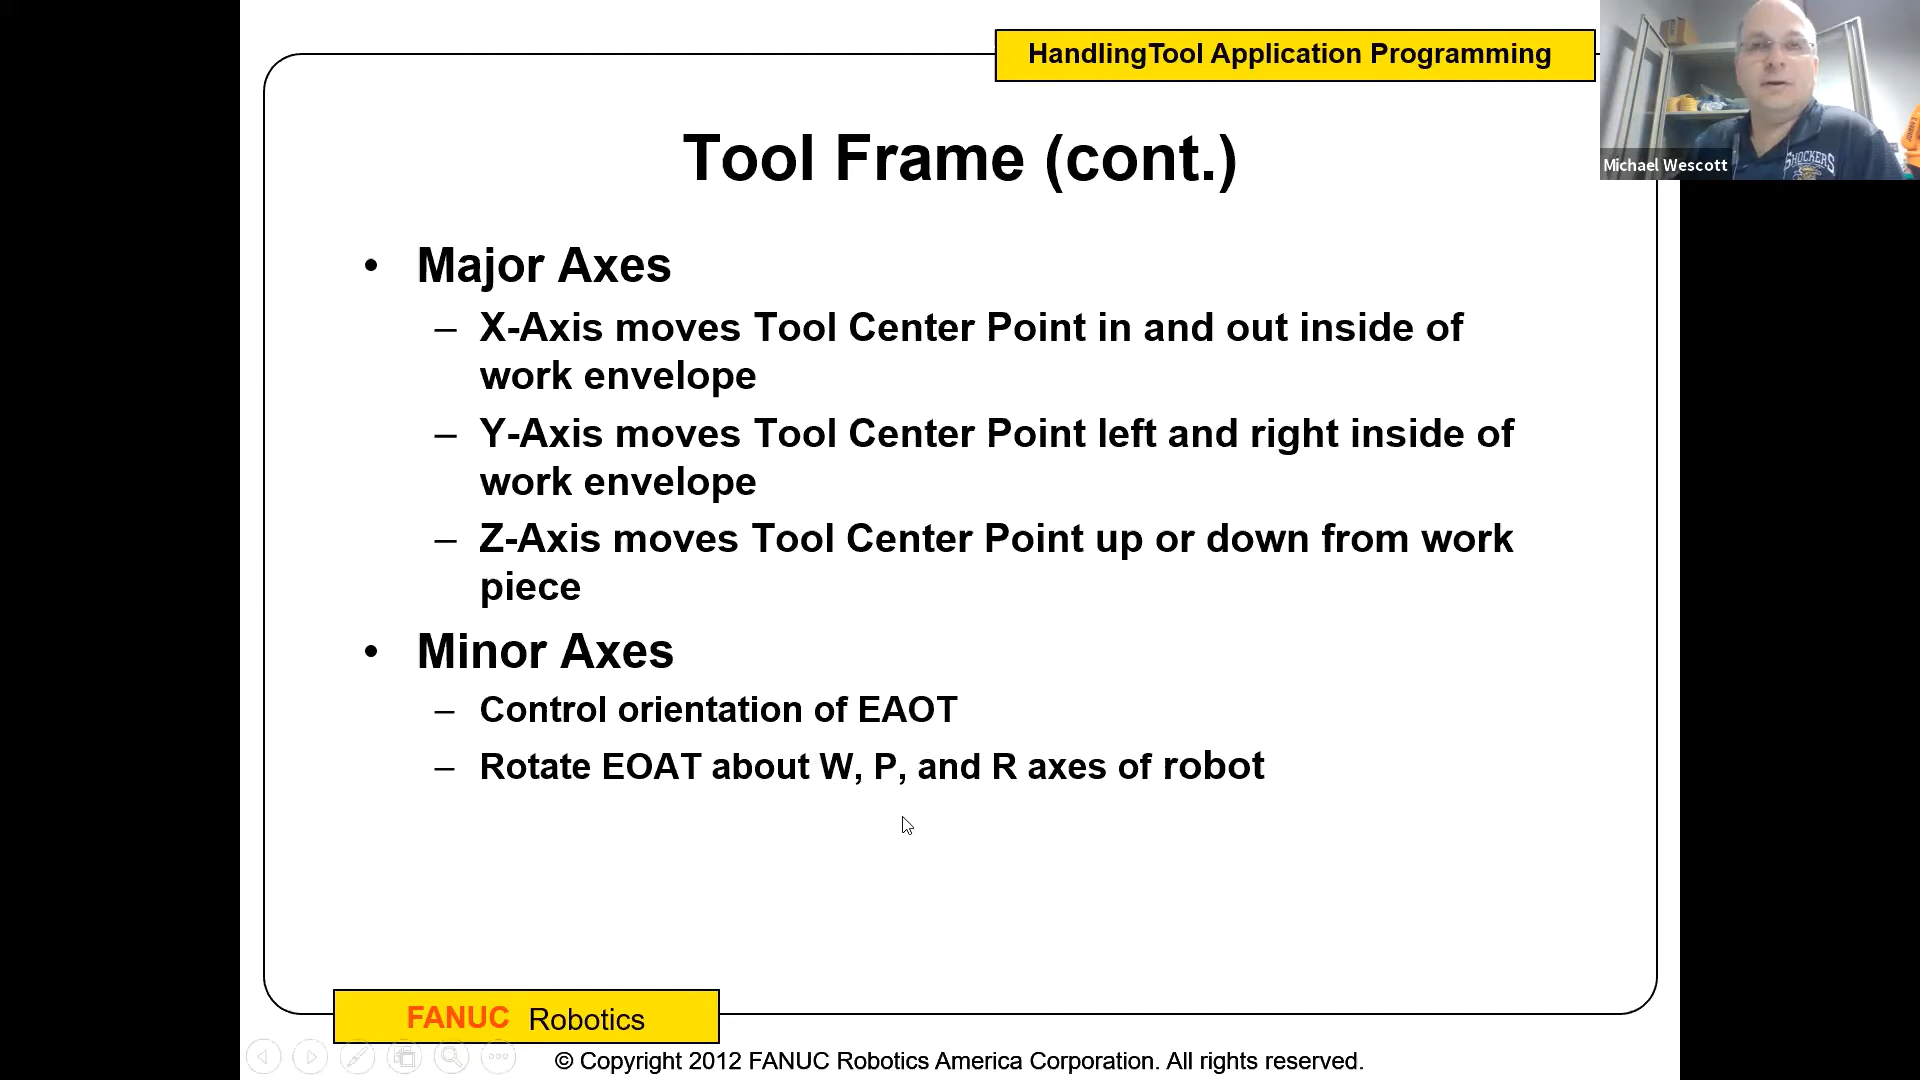 HandlingTool Application Programming
Tool Frame (cont.)
• Major Axes
– X-Axis moves Tool Center Point in and out inside of
work envelope
– Y-Axis moves Tool Center Point left and right inside of
work envelope
– Z-Axis moves Tool Center Point up or down from work
piece
• Minor Axes
– Control orientation of EAOT
– Rotate EOAT about W, P, and R axes of robot
FANUC Robotics
© Copyright 2012 FANUC Robotics America Corporation. All rights reserved.
SHOCKERS
Michael Wescott